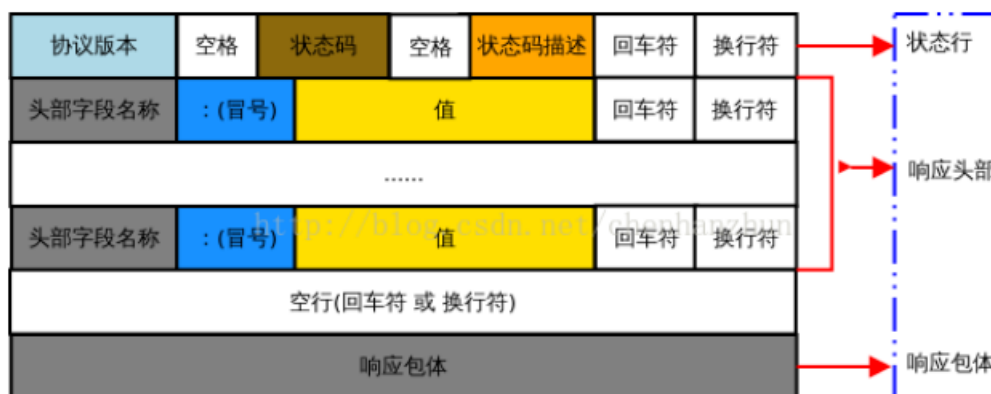 协议版本 空格 状态码 空格 状态码描述 回车符 换行符 状态行
头部字段名称 :(冒号) 值 回车符 换行符
...... 响应头部
http://blog.csdn.net/chenhanzhun
头部字段名称 :(冒号) 值 回车符 换行符
空行(回车符 或 换行符)
响应包体 响应包体